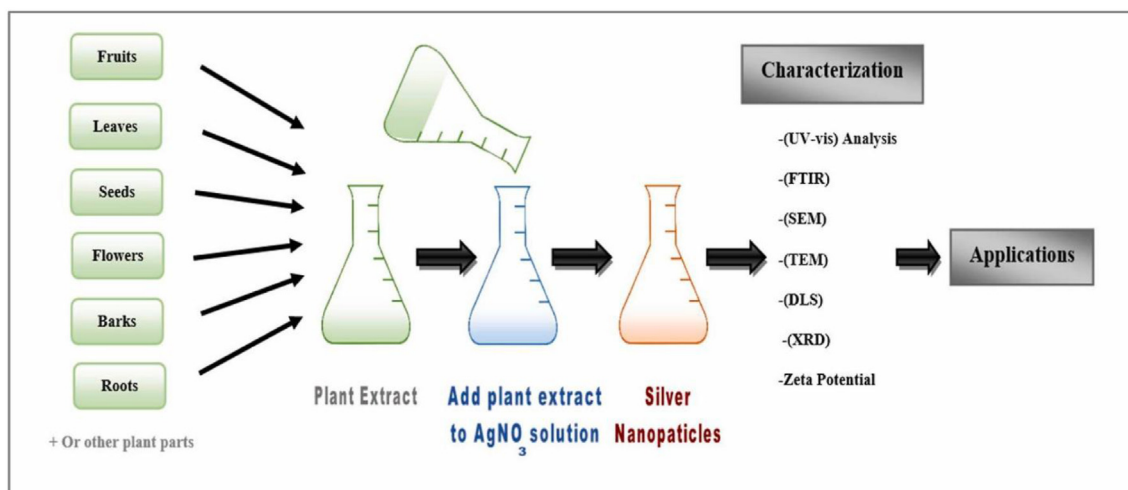 Fruits
Leaves
Seeds
Flowers
Barks
Roots
+ Or other plant parts
Plant Extract
Add plant extract
to AgNO3 solution
Silver
Nanopaticles
Characterization
-(UV-vis) Analysis
-(FTIR)
-(SEM)
-(TEM)
-(DLS)
-(XRD)
-Zeta Potential
Applications